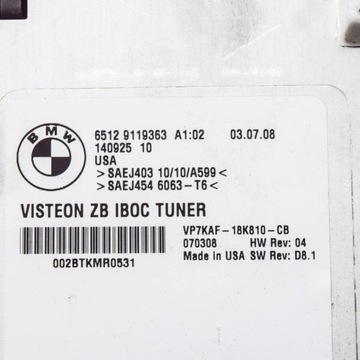 BMW
6512 9119363 A1:02 03.07.08
140925 10
USA
>SAEJ403 10/10/A599<
>SAEJ454 6063-T6<
VISTEON ZB IBOC TUNER
VP7KAF-18K810-CB
070308 HW Rev: 04
Made in USA SW Rev: D8.1
002BTKMR0531